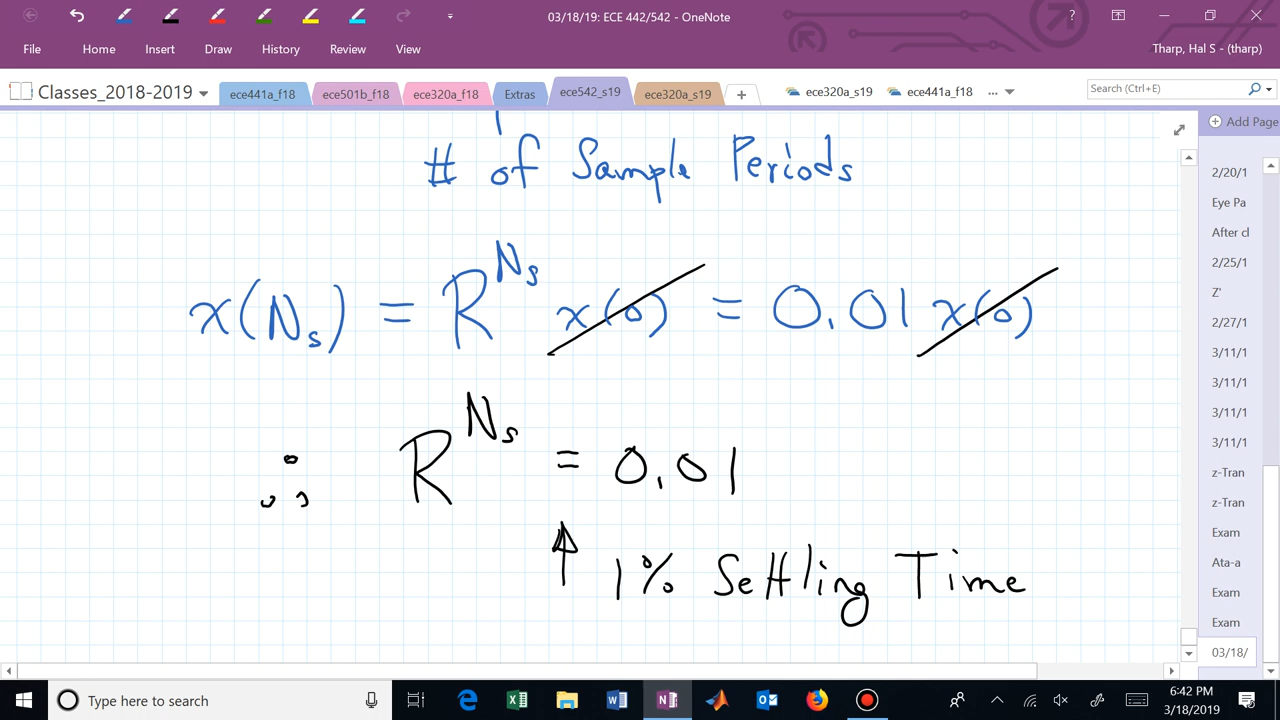 03/18/19: ECE 442/542 - OneNote
?
File
Home
Insert
Draw
History
Review
View
Tharp, Hal S - (tharp)
Classes_2018-2019
ece441a_f18
ece501b_f18
ece320a_f18
Extras
ece542_s19
ece320a_s19
+
ece320a_s19
ece441a_f18
...
Search (Ctrl+E)
Add Page
2/20/1
Eye Pa
After cl
2/25/1
Z'
2/27/1
3/11/1
3/11/1
3/11/1
3/11/1
z-Tran
z-Tran
Exam
Ata-a
Exam
Exam
03/18/
# of Sample Periods
x(Ns) = R^Ns x(0) = 0.01 x(0)
∴ R^Ns = 0.01
↑ 1% Settling Time
Type here to search
6:42 PM
3/18/2019